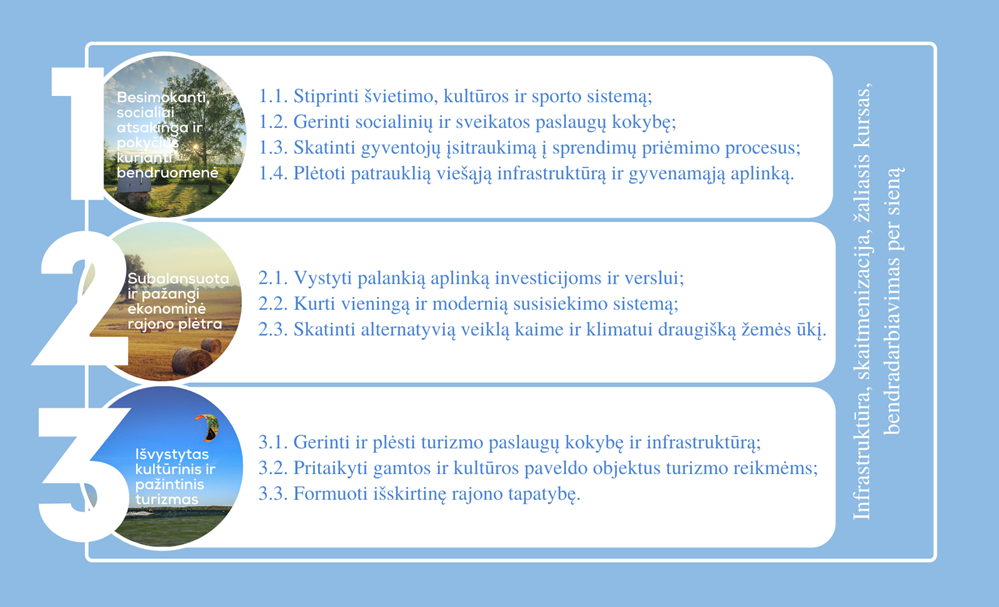 1
Besimokanti,
socialiai
atsakinga ir
pokyčius
kurianti
bendruomenė
1.1. Stiprinti švietimo, kultūros ir sporto sistemą;
1.2. Gerinti socialinių ir sveikatos paslaugų kokybę;
1.3. Skatinti gyventojų įsitraukimą į sprendimų priėmimo procesus;
1.4. Plėtoti patrauklią viešąją infrastruktūrą ir gyvenamąją aplinką.
2
Subalansuota
ir pažangi
ekonominė
rajono plėtra
2.1. Vystyti palankią aplinką investicijoms ir verslui;
2.2. Kurti vieningą ir modernią susisiekimo sistemą;
2.3. Skatinti alternatyvią veiklą kaime ir klimatui draugišką žemės ūkį.
3
Išvystytas
kultūrinis ir
pažintinis
turizmas
3.1. Gerinti ir plėsti turizmo paslaugų kokybę ir infrastruktūrą;
3.2. Pritaikyti gamtos ir kultūros paveldo objektus turizmo reikmėms;
3.3. Formuoti išskirtinę rajono tapatybę.
Infrastruktūra, skaitmenizacija, žaliasis kursas,
bendradarbiavimas per sieną